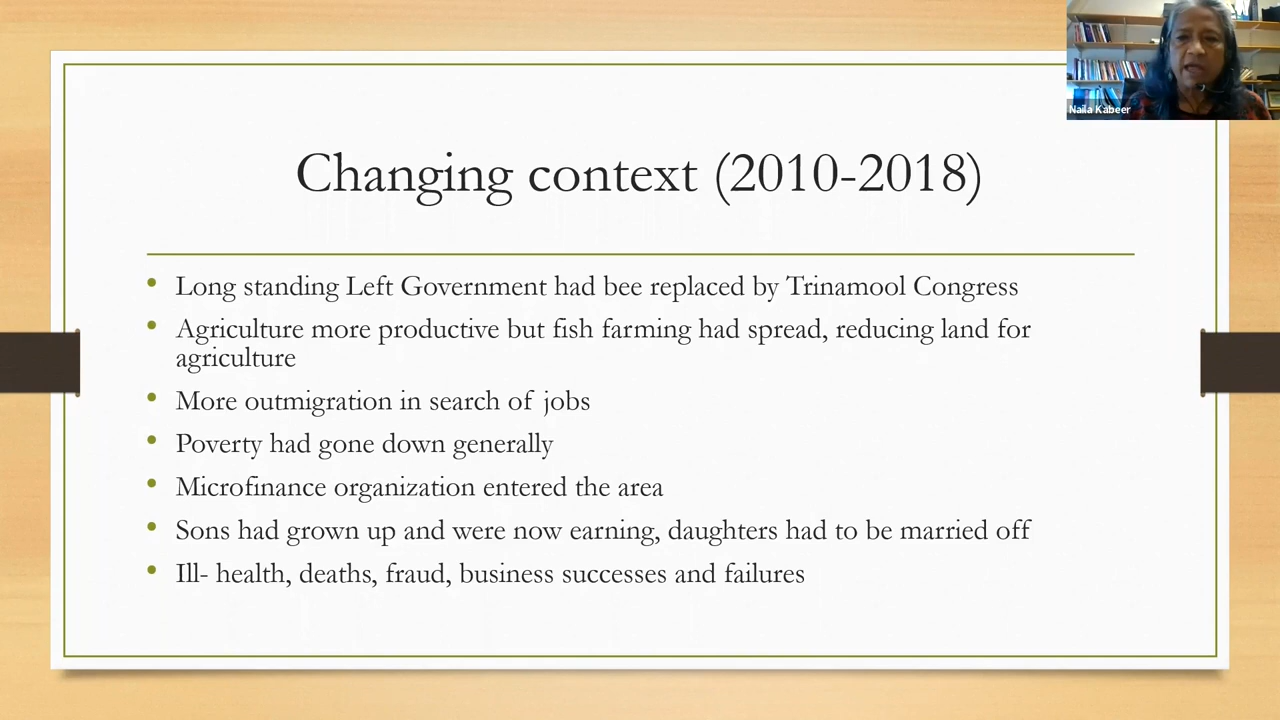 Naila Kabeer
Changing context (2010-2018)
• Long standing Left Government had bee replaced by Trinamool Congress
• Agriculture more productive but fish farming had spread, reducing land for
agriculture
• More outmigration in search of jobs
• Poverty had gone down generally
• Microfinance organization entered the area
• Sons had grown up and were now earning, daughters had to be married off
• Ill- health, deaths, fraud, business successes and failures